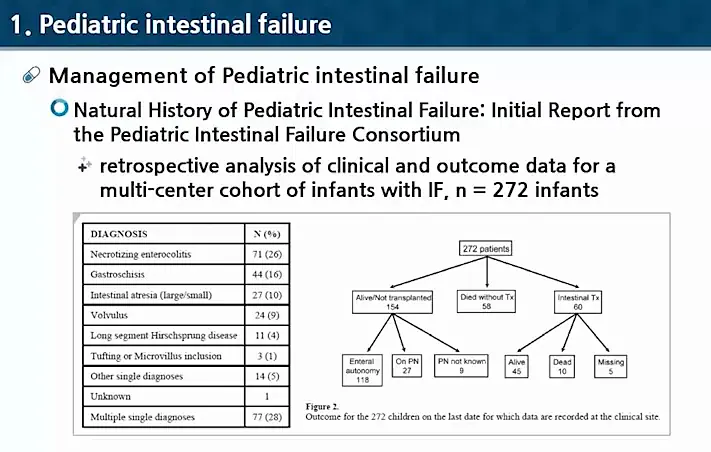 1. Pediatric intestinal failure
Management of Pediatric intestinal failure
Natural History of Pediatric Intestinal Failure: Initial Report from
the Pediatric Intestinal Failure Consortium
retrospective analysis of clinical and outcome data for a
multi-center cohort of infants with IF, n = 272 infants
DIAGNOSIS N (%)
Necrotizing enterocolitis 71 (26)
Gastroschisis 44 (16)
Intestinal atresia (large/small) 27 (10)
Volvulus 24 (9)
Long segment Hirschsprung disease 11 (4)
Tufting or Microvillus inclusion 3 (1)
Other single diagnoses 14 (5)
Unknown 1
Multiple single diagnoses 77 (28)
272 patients
Alive/Not transplanted
154
Died without Tx
58
Intestinal Tx
60
Enteral
autonomy
118
On PN
27
PN not known
9
Alive
45
Dead
10
Missing
5
Figure 2.
Outcome for the 272 children on the last date for which data are recorded at the clinical site.